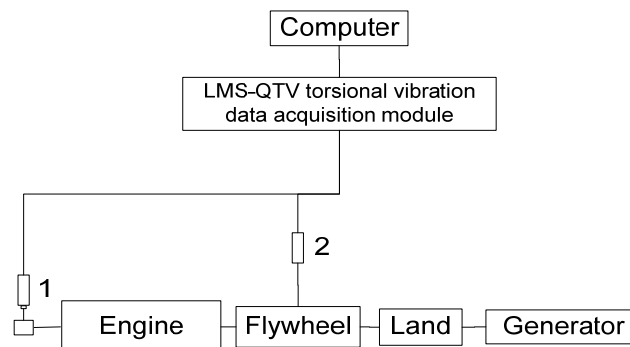 Computer
LMS-QTV torsional vibration
data acquisition module
2
1
Engine
Flywheel
Land
Generator